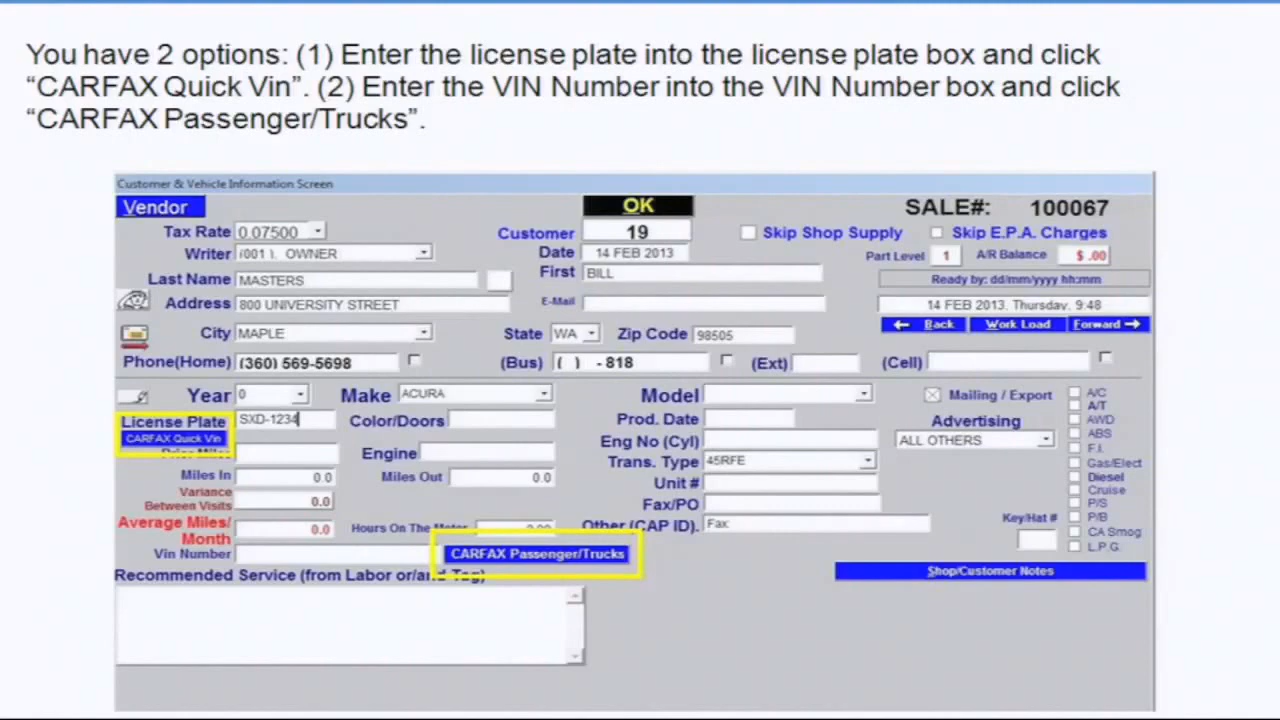 You have 2 options: (1) Enter the license plate into the license plate box and click
“CARFAX Quick Vin”. (2) Enter the VIN Number into the VIN Number box and click
“CARFAX Passenger/Trucks”.
Customer & Vehicle Information Screen
Vendor OK SALE#: 100067
Tax Rate 0.07500 Customer 19 Skip Shop Supply Skip E.P.A. Charges
Writer (001 ). OWNER Date 14 FEB 2013 Part Level 1 A/R Balance $ .00
Last Name MASTERS First BILL Ready by: dd/mm/yyyy hh:mm
Address 800 UNIVERSITY STREET E-Mail 14 FEB 2013. Thursday. 9:48
Back Work Load Forward
City MAPLE State WA Zip Code 98505
Phone(Home) (360) 569-5698 (Bus) ( ) -818 (Ext) (Cell)
Year 0 Make ACURA Model Mailing / Export A/C
A/T
License Plate SXD-1234 Color/Doors Prod. Date Advertising AWD
CARFAX Quick Vin Eng No (Cyl) ALL OTHERS ABS
Prior Miles Engine F.I.
Trans. Type 45RFE Gas/Elect
Miles In 0.0 Miles Out 0.0 Unit # Diesel
Variance
Between Visits 0.0 Cruise
Fax/PO P/S
Average Miles/
Month 0.0 Hours On The Meter 0.00 Other (CAP ID). Fax Key/Hat # P/B
CA Smog
Vin Number CARFAX Passenger/Trucks L.P.G.
Recommended Service (from Labor or/and Tag) Shop/Customer Notes